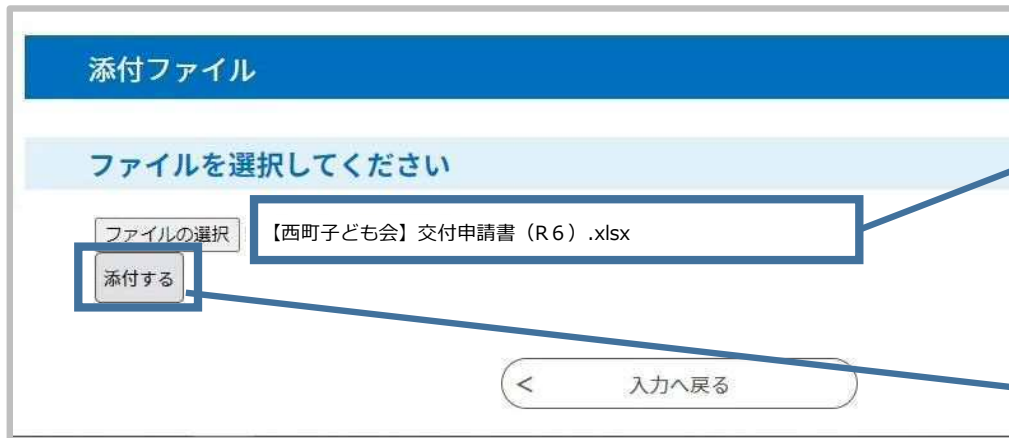 添付ファイル
ファイルを選択してください
ファイルの選択 【西町子ども会】交付申請書（R６）.xlsx
添付する
< 入力へ戻る